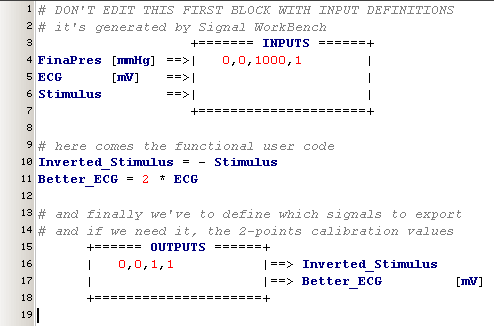 1 # DON'T EDIT THIS FIRST BLOCK WITH INPUT DEFINITIONS
2 # it's generated by Signal WorkBench
3                     +======= INPUTS ======+
4 FinaPres [mmHg] ==>|   0,0,1000,1        |
5 ECG      [mV]   ==>|                     |
6 Stimulus        ==>|                     |
7                     +=====================+
8
9 # here comes the functional user code
10 Inverted_Stimulus = - Stimulus
11 Better_ECG = 2 * ECG
12
13 # and finally we've to define which signals to export
14 # and if we need it, the 2-points calibration values
15       +====== OUTPUTS ======+
16       |   0,0,1,1           |==> Inverted_Stimulus
17       |                     |==> Better_ECG         [mV]
18       +=====================+
19